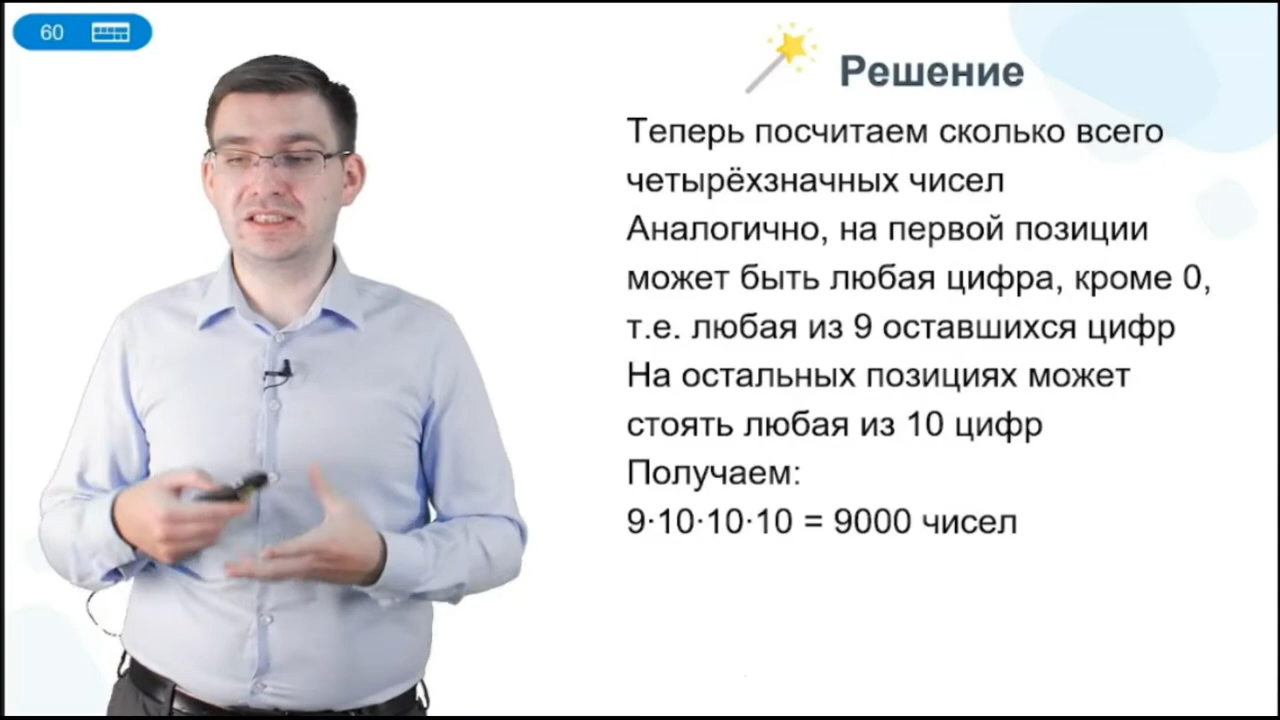 60
Решение
Теперь посчитаем сколько всего
четырёхзначных чисел
Аналогично, на первой позиции
может быть любая цифра, кроме 0,
т.е. любая из 9 оставшихся цифр
На остальных позициях может
стоять любая из 10 цифр
Получаем:
9·10·10·10 = 9000 чисел